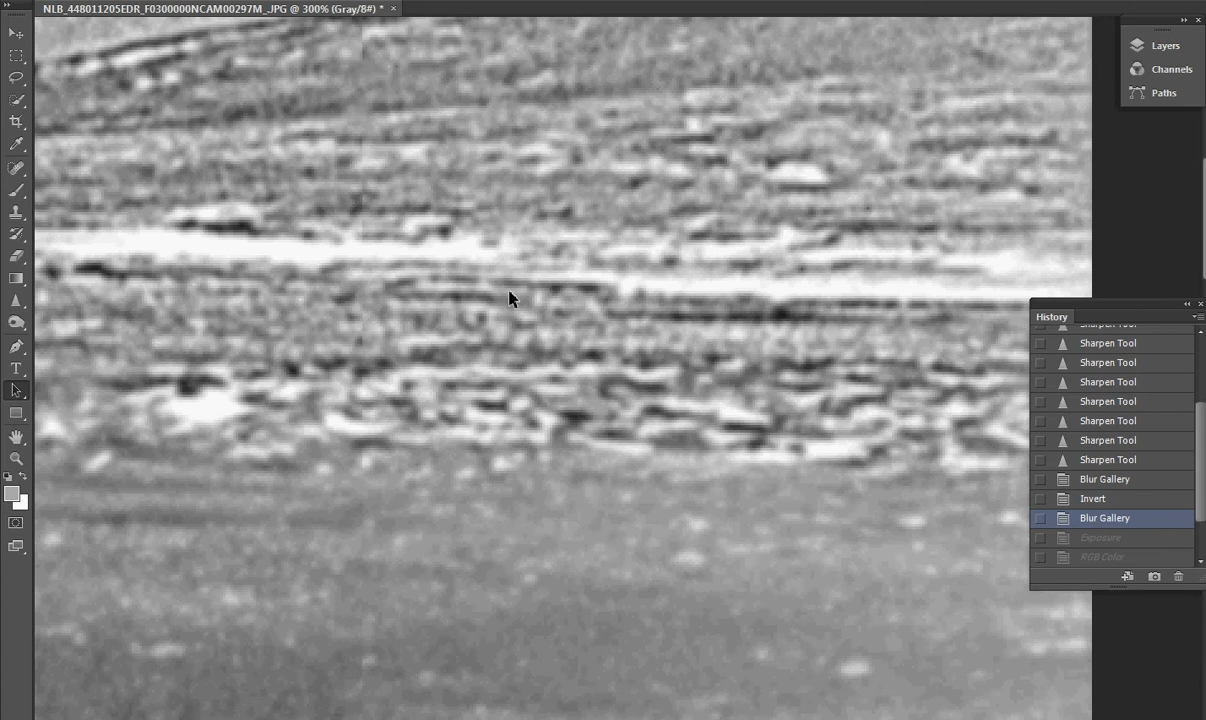 NLB_448011205EDR_F0300000NCAM00297M_.JPG @ 300% (Gray/8#) *
Layers
Channels
Paths
History
Sharpen Tool
Sharpen Tool
Sharpen Tool
Sharpen Tool
Sharpen Tool
Sharpen Tool
Sharpen Tool
Sharpen Tool
Blur Gallery
Invert
Blur Gallery
Exposure
RGB Color